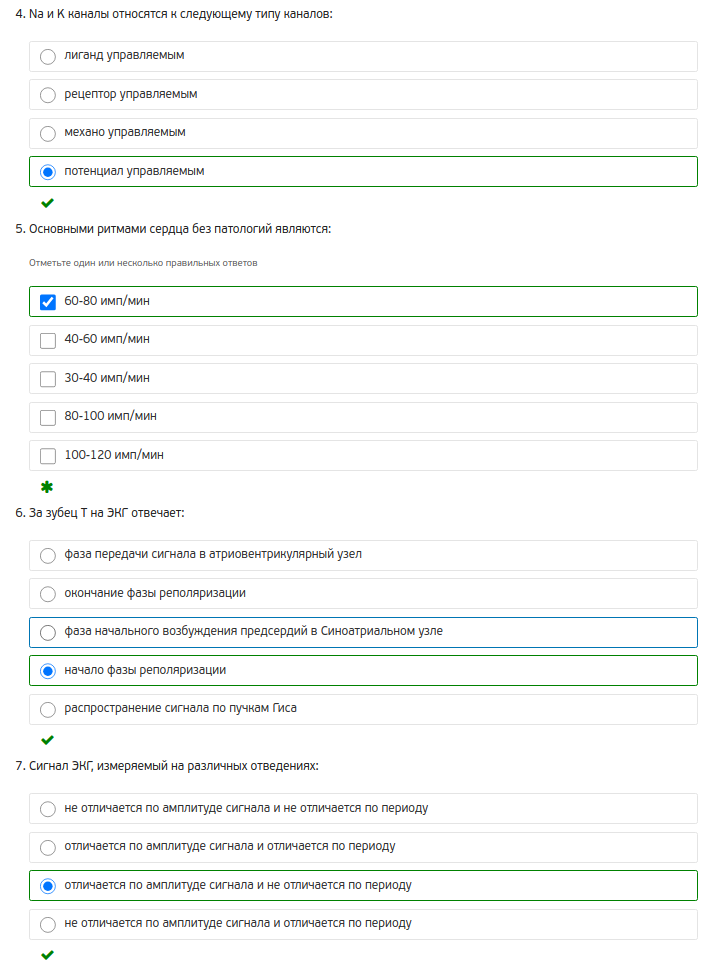 4. Na и K каналы относятся к следующему типу каналов:
лиганд управляемым
рецептор управляемым
механо управляемым
потенциал управляемым
5. Основными ритмами сердца без патологий являются:
Отметьте один или несколько правильных ответов
60-80 имп/мин
40-60 имп/мин
30-40 имп/мин
80-100 имп/мин
100-120 имп/мин
6. За зубец Т на ЭКГ отвечает:
фаза передачи сигнала в атриовентрикулярный узел
окончание фазы реполяризации
фаза начального возбуждения предсердий в Синоатриальном узле
начало фазы реполяризации
распространение сигнала по пучкам Гиса
7. Сигнал ЭКГ, измеряемый на различных отведениях:
не отличается по амплитуде сигнала и не отличается по периоду
отличается по амплитуде сигнала и отличается по периоду
отличается по амплитуде сигнала и не отличается по периоду
не отличается по амплитуде сигнала и отличается по периоду